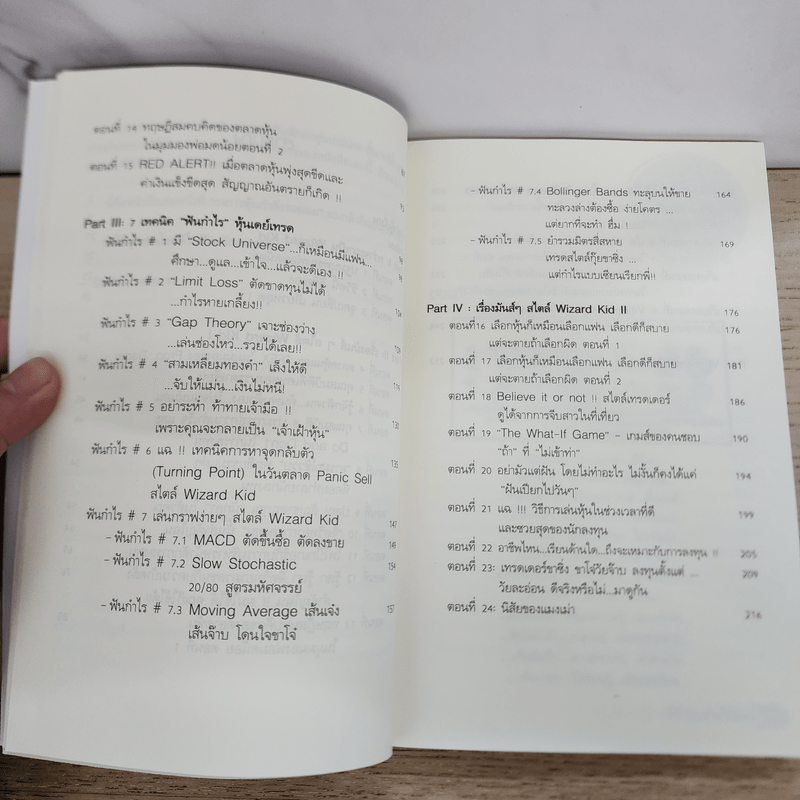 ตอนที่ 14 ทฤษฎีสมคบคิดของตลาดหุ้น
ในมุมมองพ่อมดน้อยตอนที่ 2
ตอนที่ 15 RED ALERT!! เมื่อตลาดหุ้นพุ่งสุดขีดและ
ค่าเงินแข็งขีดสุด สัญญาณอันตรายก็เกิด !!
Part III: 7 เทคนิค “ฟันกำไร” หุ้นเดย์เทรด
ฟันกำไร # 1 มี “Stock Universe”...ก็เหมือนมีแฟน...
ศึกษา...ดูแล...เข้าใจ...แล้วจะดีเอง !!
ฟันกำไร # 2 “Limit Loss” ตัดขาดทุนไม่ได้
...กำไรหายเกลี้ยง!!
ฟันกำไร # 3 “Gap Theory” เจาะช่องว่าง
...เล่นช่องโหว่...รวยได้เลย!!
ฟันกำไร # 4 “สามเหลี่ยมทองคำ” เล็งให้ดี
...จับให้แม่น...เงินไม่หนี!
ฟันกำไร # 5 อย่าระห่ำ ท้าทายเจ้ามือ !! 130
เพราะคุณจะกลายเป็น “เจ้าเฝ้าหุ้น”
ฟันกำไร # 6 แฉ !! เทคนิคการหาจุดกลับตัว
(Turning Point) ในวันตลาด Panic Sell
สไตล์ Wizard Kid
ฟันกำไร # 7 เล่นกราฟง่ายๆ สไตล์ Wizard Kid 147
- ฟันกำไร # 7.1 MACD ตัดขึ้นซื้อ ตัดลงขาย 149
- ฟันกำไร # 7.2 Slow Stochastic 154
20/80 สูตรมหัศจรรย์
- ฟันกำไร # 7.3 Moving Average เส้นเจ๋ง 157
เส้นจ๊าบ โดนใจขาโจ๋
- ฟันกำไร # 7.4 Bollinger Bands ทะลุบนให้ขาย 164
ทะลวงล่างต้องซื้อ ง่ายโคตร ...
แต่ยากที่จะทำ ฮึ่ม !
- ฟันกำไร # 7.5 ยำรวมมิตรสี่สหาย 169
เทรดสไตล์กุ๊ยซาซิ่ง ...
แต่กำไรแบบเซียนเรียกพี่!!
Part IV : เรื่องมันส์ๆ สไตล์ Wizard Kid II 176
ตอนที่16 เลือกหุ้นก็เหมือนเลือกแฟน เลือกดีก็สบาย 176
แต่จะตายถ้าเลือกผิด ตอนที่ 1
ตอนที่ 17 เลือกหุ้นก็เหมือนเลือกแฟน เลือกดีก็สบาย 181
แต่จะตายถ้าเลือกผิด ตอนที่ 2
ตอนที่ 18 Believe it or not !! สไตล์เทรดเดอร์ 186
ดูได้จากการจีบสาวในที่เที่ยว
ตอนที่ 19 “The What-If Game” – เกมส์ของคนชอบ 190
“ถ้า” ที่ “ไม่เข้าท่า”
ตอนที่ 20 อย่ามัวแต่ฝัน โดยไม่ทำอะไร ไม่งั้นก็คงได้แค่ 194
“ฝันเปียกไปวันๆ”
ตอนที่ 21 แฉ !!! วิธีการเล่นหุ้นในช่วงเวลาที่ดี 199
และซวยสุดของนักลงทุน
ตอนที่ 22 อาชีพไหน...เรียนด้านใด...ถึงจะเหมาะกับการลงทุน !! 205
ตอนที่ 23: เทรดเดอร์ขาซิ่ง ขาโจ๋วัยจ๊าบ ลงทุนตั้งแต่ ... 209
วัยละอ่อน ดีจริงหรือไม่...มาดูกัน
ตอนที่ 24: นิสัยของแมงเม่า 216